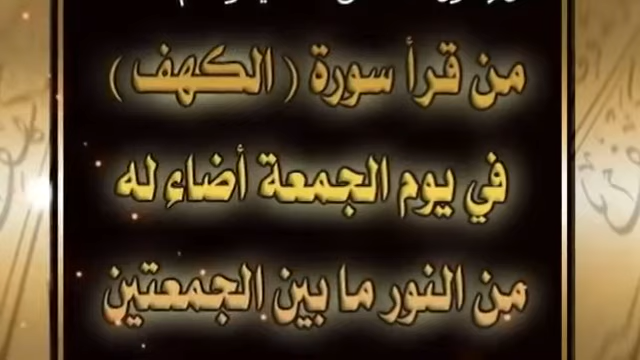 من قرأ سورة ( الكهف )
في يوم الجمعة أضاء له
من النور ما بين الجمعتين